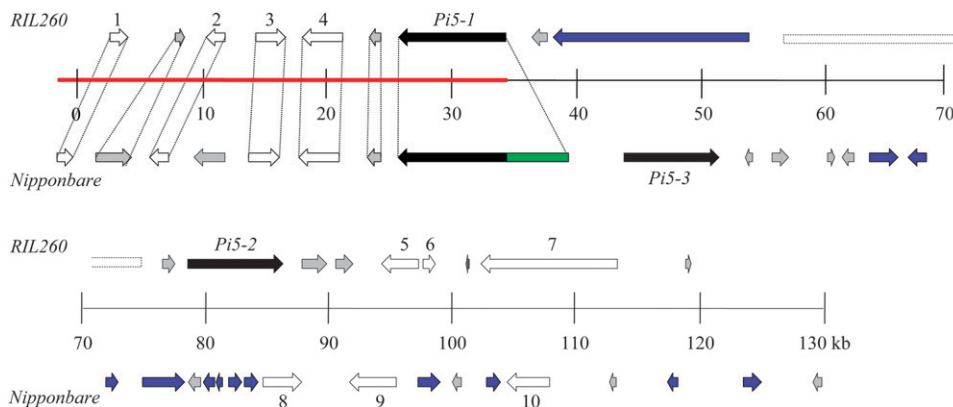 RIL260 1 2 3 4 Pi5-1
0 10 20 30 40 50 60 70
Nipponbare Pi5-3
RIL260 Pi5-2 5 6 7
70 80 90 100 110 120 130 kb
Nipponbare 8 9 10